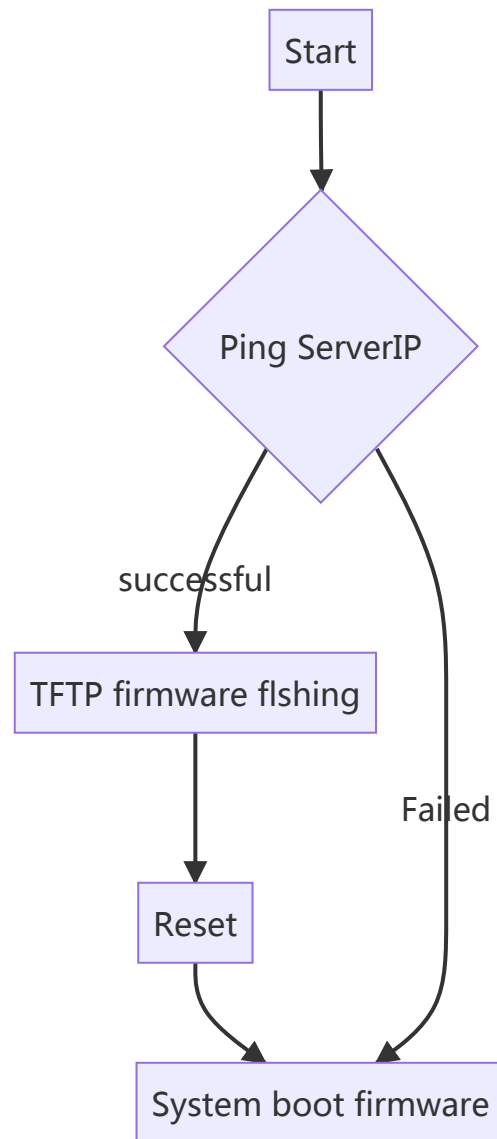 Start
Ping ServerIP
successful
TFTP firmware flshing
Failed
Reset
System boot firmware